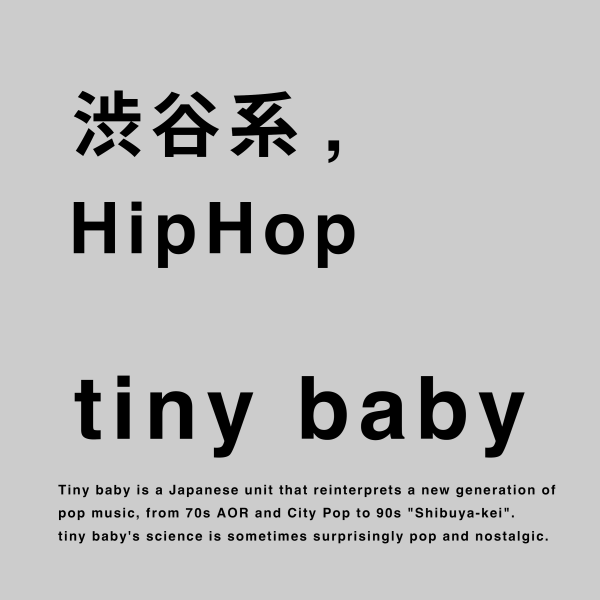 渋谷系 ,
HipHop
tiny baby
Tiny baby is a Japanese unit that reinterprets a new generation of
pop music, from 70s AOR and City Pop to 90s "Shibuya-kei".
tiny baby's science is sometimes surprisingly pop and nostalgic.